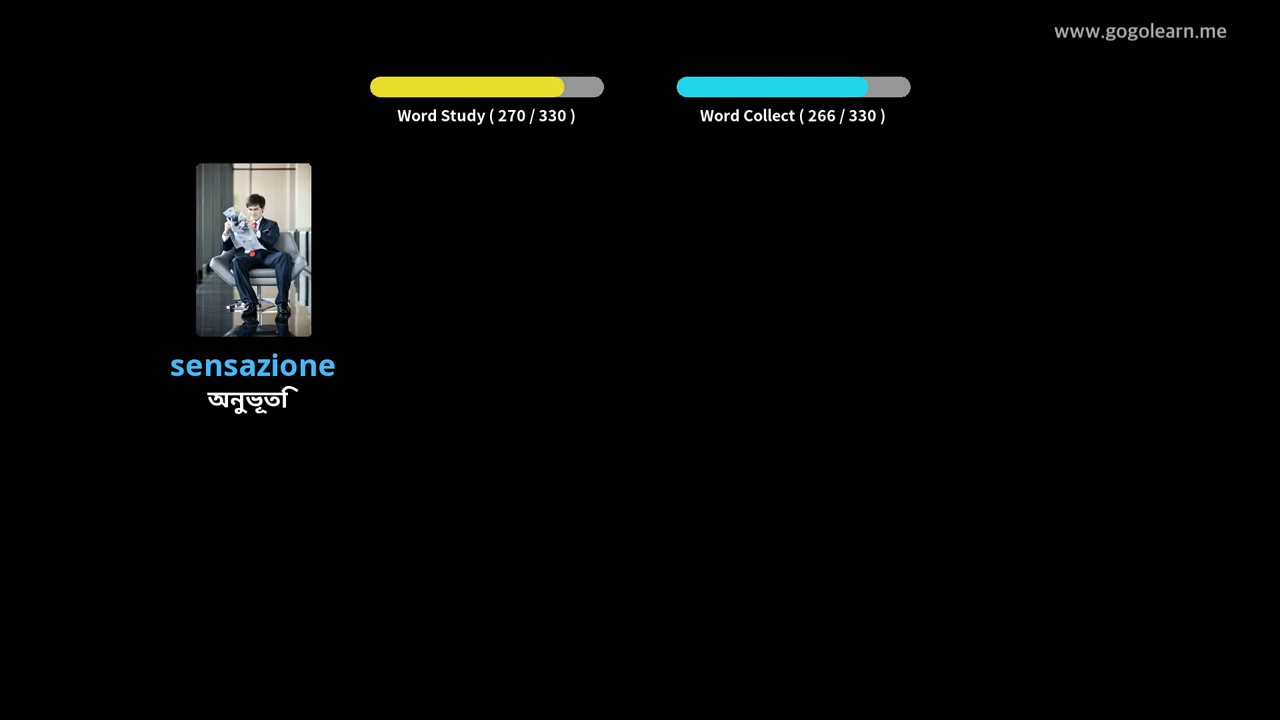 www.gogolearn.me
Word Study ( 270 / 330 )
Word Collect ( 266 / 330 )
sensazione
অনুভূতি